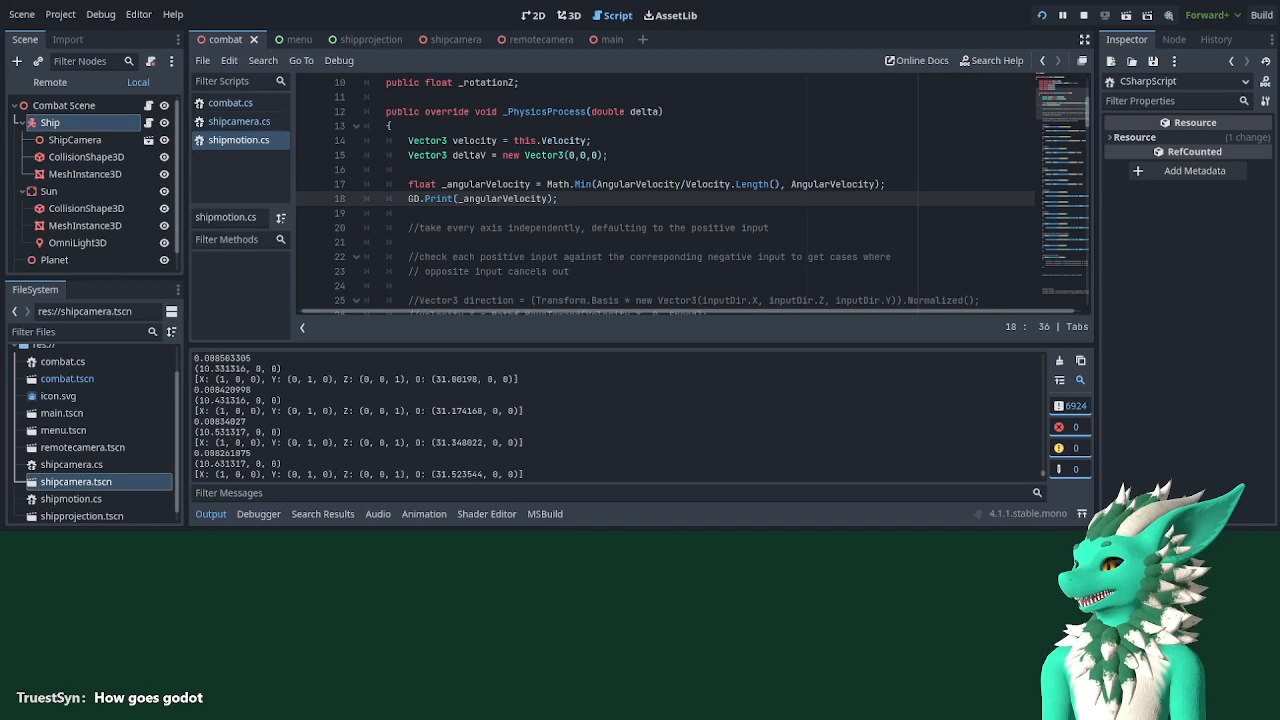 Scene Project Debug Editor Help
2D 3D Script AssetLib
Forward+ Build
Scene Import
combat menu shipprojection shipcamera remotecamera main
Inspector Node History
Filter Nodes
File Edit Search Go To Debug
Online Docs Search Help
Remote Local
Filter Scripts
CSharpScript
Filter Properties
Combat Scene
Ship
ShipCamera
CollisionShape3D
MeshInstance3D
Sun
CollisionShape3D
MeshInstance3D
OmniLight3D
Planet
combat.cs
shipcamera.cs
shipmotion.cs
shipmotion.cs
Filter Methods
10 public float _rotationZ;
11
12 public override void _PhysicsProcess(double delta)
Vector3 velocity = this.Velocity;
Vector3 deltaV = new Vector3(0,0,0);
float _angularVelocity = Math.Min(AngularVelocity/Velocity.Length(), AngularVelocity);
18 GD.Print(_angularVelocity);
19
20 //take every axis independently, defaulting to the positive input
21
22 //check each positive input against the corresponding negative input to get cases where
23 // opposite input cancels out
24
25 //Vector3 direction = (Transform.Basis * new Vector3(inputDir.X, inputDir.Z, inputDir.Y)).Normalized();
18 : 36 | Tabs
Resource
Resource (change)
RefCounted
Add Metadata
FileSystem
res://shipcamera.tscn
Filter Files
res://
combat.cs
combat.tscn
icon.svg
main.tscn
menu.tscn
remotecamera.tscn
shipcamera.cs
shipcamera.tscn
shipmotion.cs
shipprojection.tscn
0.008503305
(10.331316, 0, 0)
[X: (1, 0, 0), Y: (0, 1, 0), Z: (0, 0, 1), O: (31.00198, 0, 0)]
0.008420998
(10.431316, 0, 0)
[X: (1, 0, 0), Y: (0, 1, 0), Z: (0, 0, 1), O: (31.174168, 0, 0)]
0.00834027
(10.531317, 0, 0)
[X: (1, 0, 0), Y: (0, 1, 0), Z: (0, 0, 1), O: (31.348022, 0, 0)]
0.008261075
(10.631317, 0, 0)
[X: (1, 0, 0), Y: (0, 1, 0), Z: (0, 0, 1), O: (31.523544, 0, 0)]
6924
0
0
0
Filter Messages
Output Debugger Search Results Audio Animation Shader Editor MSBuild
4.1.1.stable.mono
TruestSyn: How goes godot